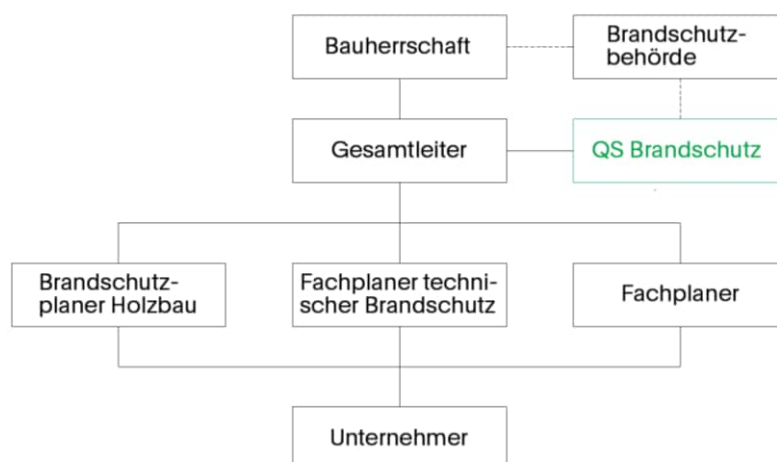 Bauherrschaft
Brandschutz-
behörde
Gesamtleiter
QS Brandschutz
Brandschutz-
planer Holzbau
Fachplaner techni-
scher Brandschutz
Fachplaner
Unternehmer